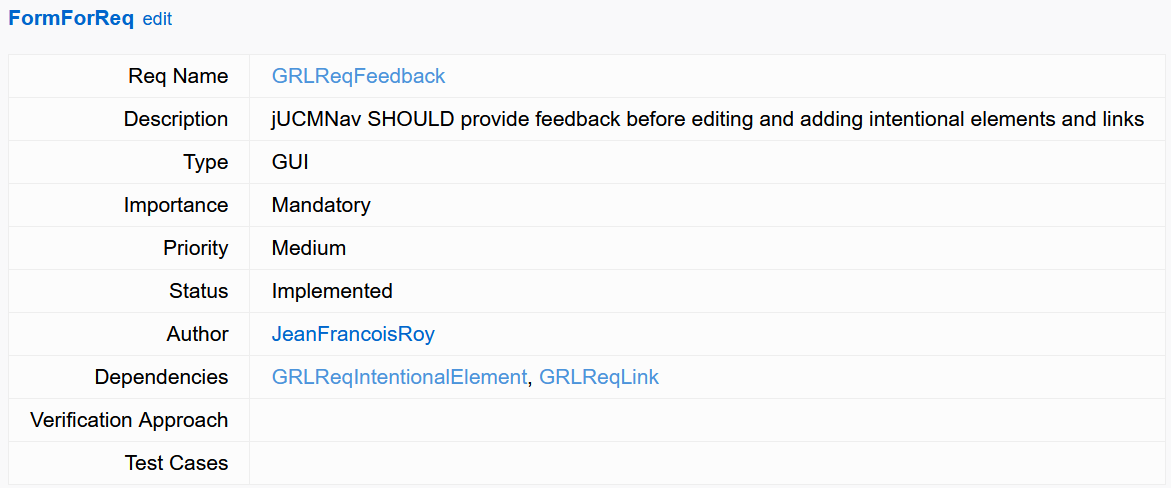 FormForReq edit
Req Name GRLReqFeedback
Description jUCMNav SHOULD provide feedback before editing and adding intentional elements and links
Type GUI
Importance Mandatory
Priority Medium
Status Implemented
Author JeanFrancoisRoy
Dependencies GRLReqIntentionalElement, GRLReqLink
Verification Approach
Test Cases